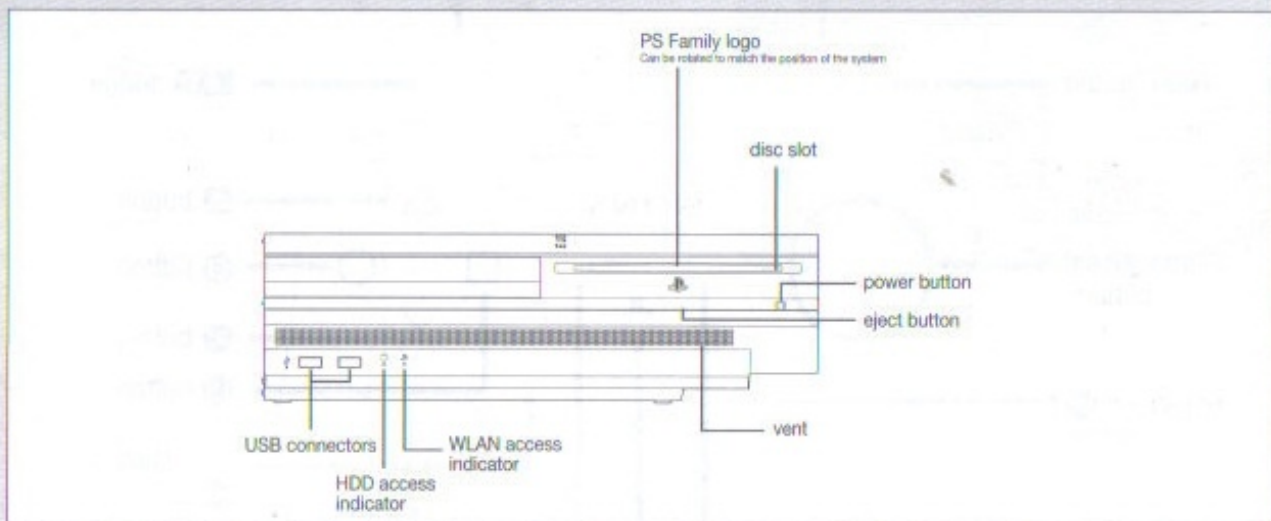 PS Family logo
Can be rotated to match the position of the system
disc slot
power button
eject button
vent
USB connectors
WLAN access
indicator
HDD access
indicator